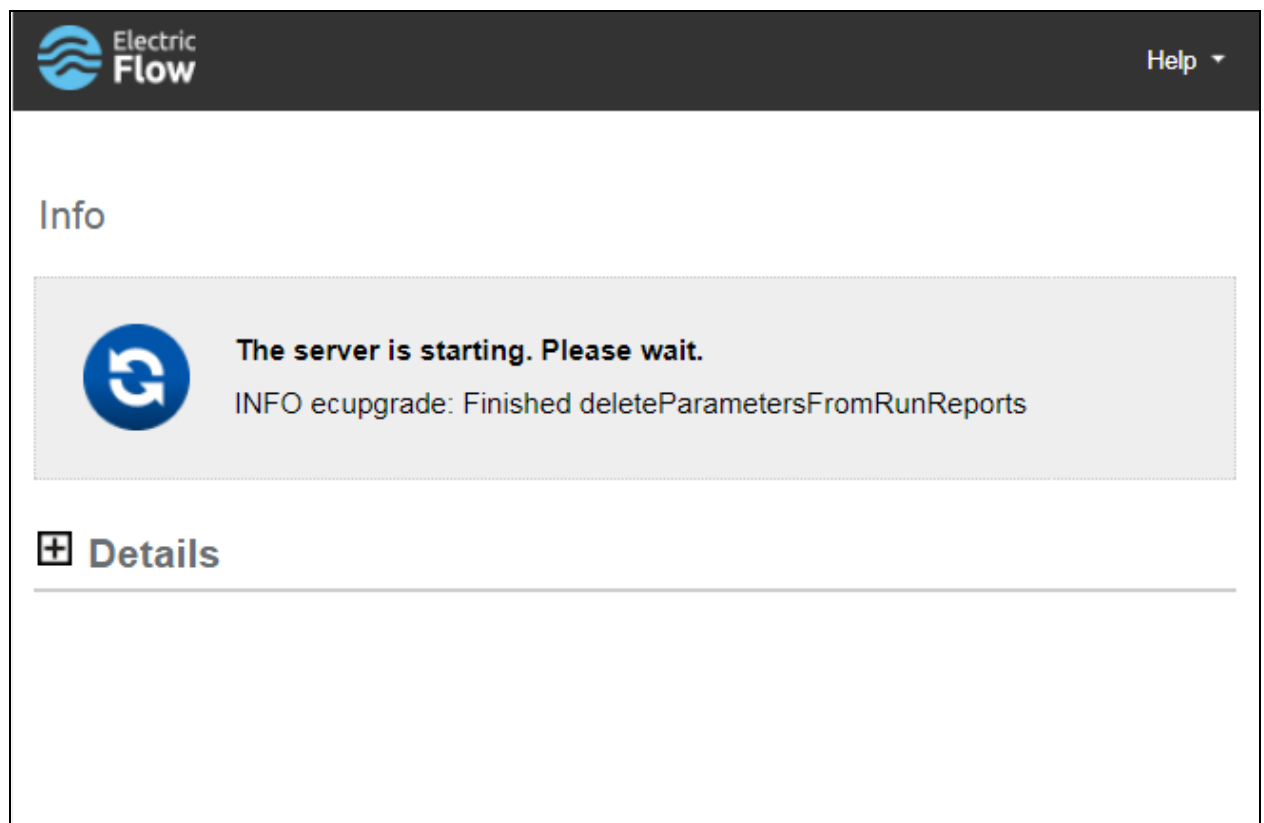 Electric
Flow
Help
Info
The server is starting. Please wait.
INFO ecupgrade: Finished deleteParametersFromRunReports
Details